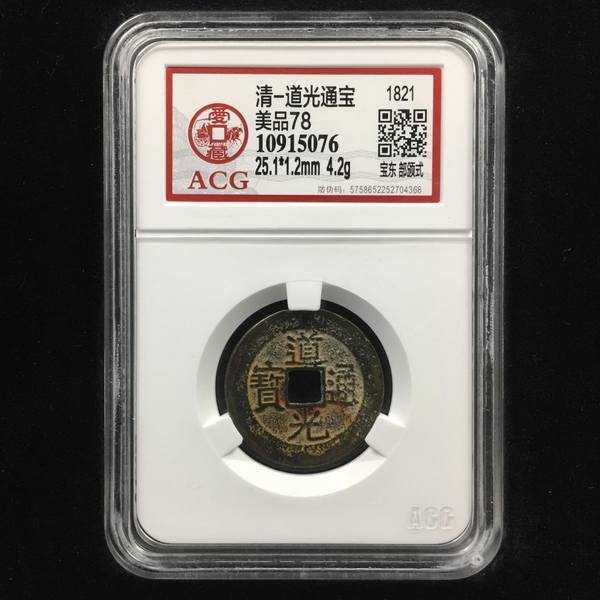 清-道光通宝
1821
美品78
10915076
25.1*1.2mm 4.2g
宝东 部颁式
防伪码：5758652252704368
ACG
道光通寳
ACG